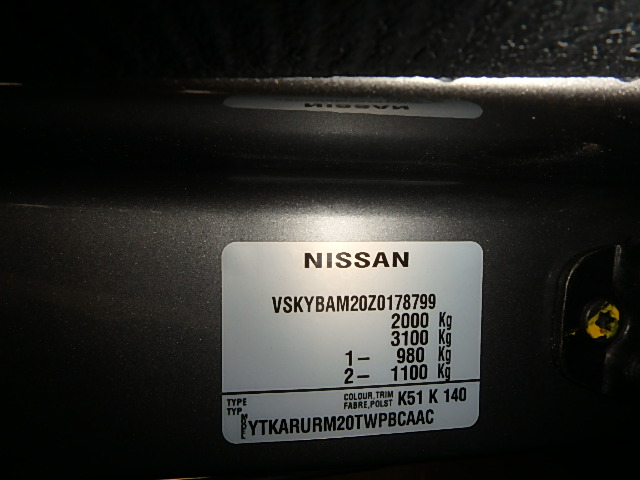 NISSAN
VSKYBAM20Z0178799
2000 Kg
3100 Kg
1- 980 Kg
2- 1100 Kg
TYPE
TYP COLOUR,TRIM
FABRE,POLST K51 K 140
MODELE YTKARURM20TWPBCAAC